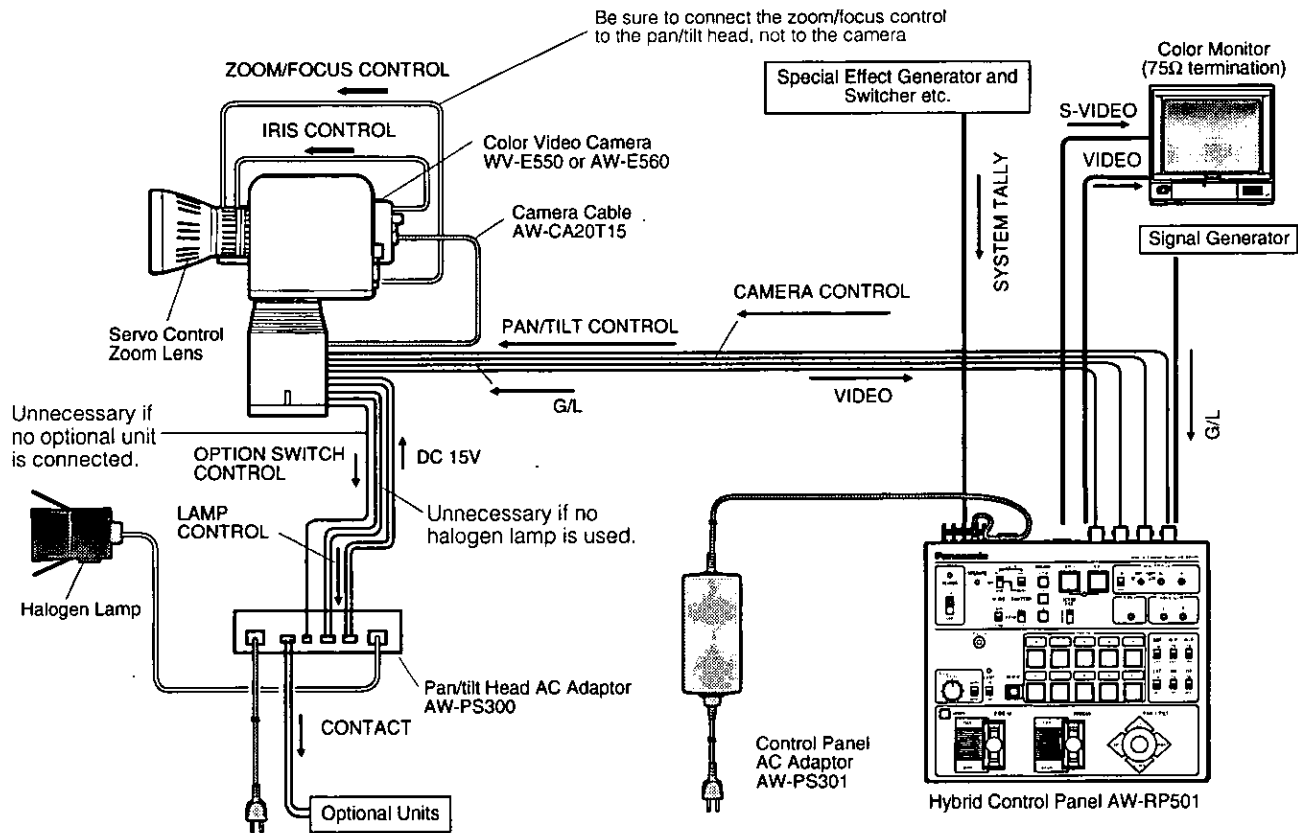 Be sure to connect the zoom/focus control
to the pan/tilt head, not to the camera
ZOOM/FOCUS CONTROL
IRIS CONTROL
Color Video Camera
WV-E550 or AW-E560
Camera Cable
AW-CA20T15
Servo Control
Zoom Lens
Special Effect Generator and
Switcher etc.
SYSTEM TALLY
Color Monitor
(75Ω termination)
S-VIDEO
VIDEO
Signal Generator
G/L
CAMERA CONTROL
PAN/TILT CONTROL
VIDEO
G/L
Unnecessary if
no optional unit
is connected.
OPTION SWITCH
CONTROL
DC 15V
LAMP
CONTROL
Unnecessary if no
halogen lamp is used.
Halogen Lamp
Pan/tilt Head AC Adaptor
AW-PS300
CONTACT
Optional Units
Control Panel
AC Adaptor
AW-PS301
Panasonic
Hybrid Control Panel AW-RP501